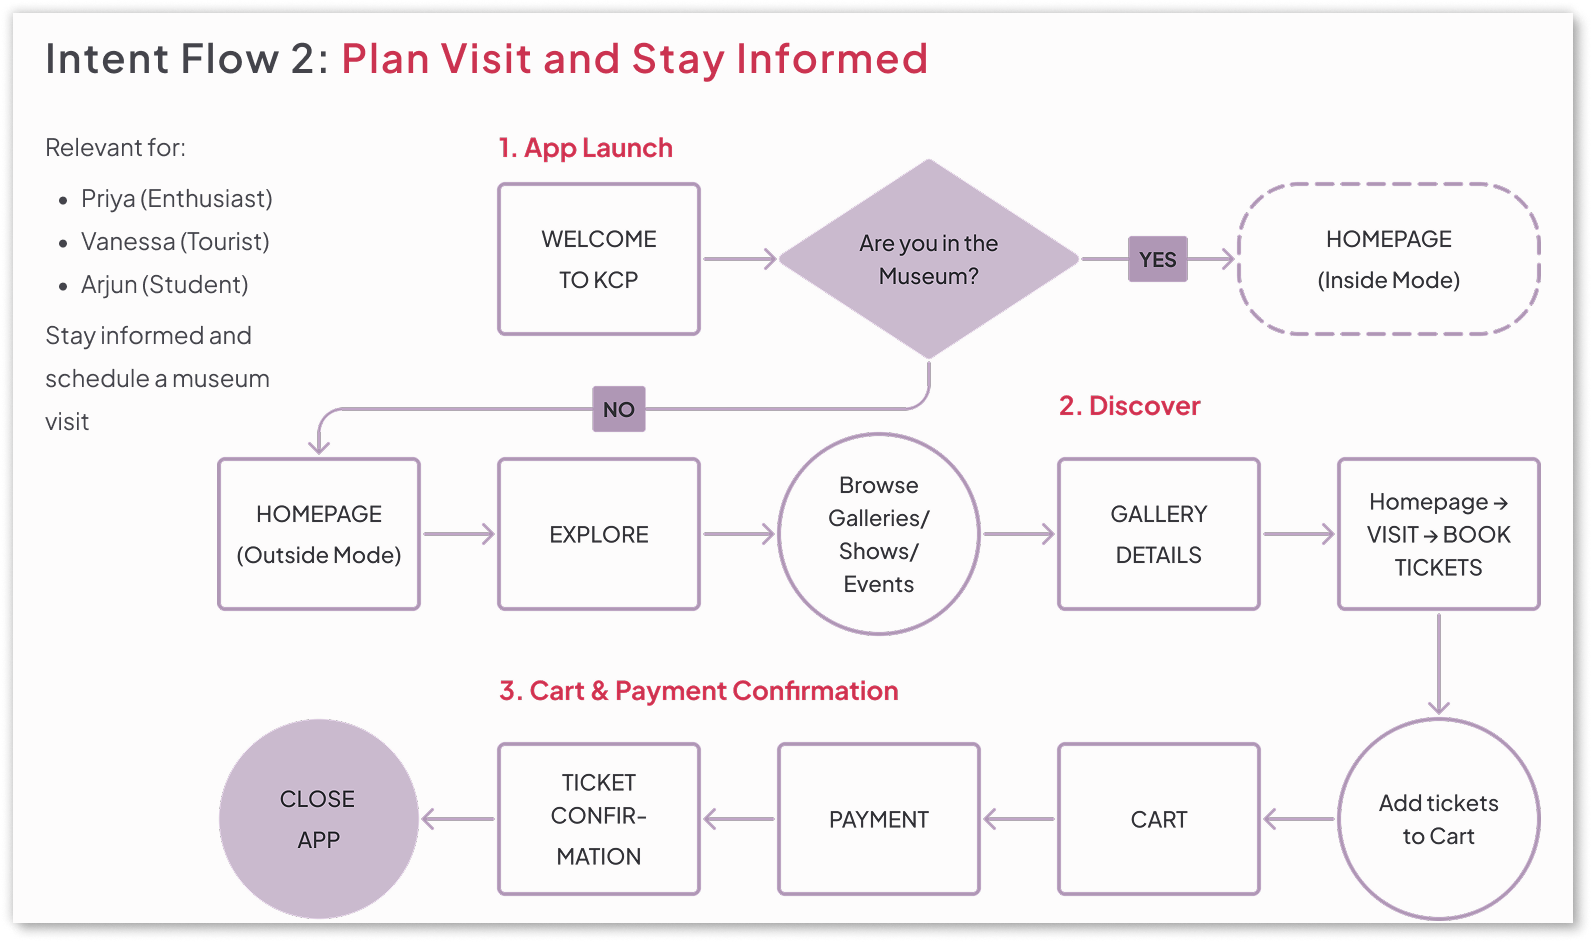 Intent Flow 2: Plan Visit and Stay Informed
Relevant for:
• Priya (Enthusiast)
• Vanessa (Tourist)
• Arjun (Student)
Stay informed and
schedule a museum
visit
1. App Launch
WELCOME
TO KCP
Are you in the
Museum?
YES
HOMEPAGE
(Inside Mode)
NO
2. Discover
HOMEPAGE
(Outside Mode)
EXPLORE
Browse
Galleries/
Shows/
Events
GALLERY
DETAILS
Homepage →
VISIT → BOOK
TICKETS
3. Cart & Payment Confirmation
Add tickets
to Cart
CART
PAYMENT
TICKET
CONFIR-
MATION
CLOSE
APP